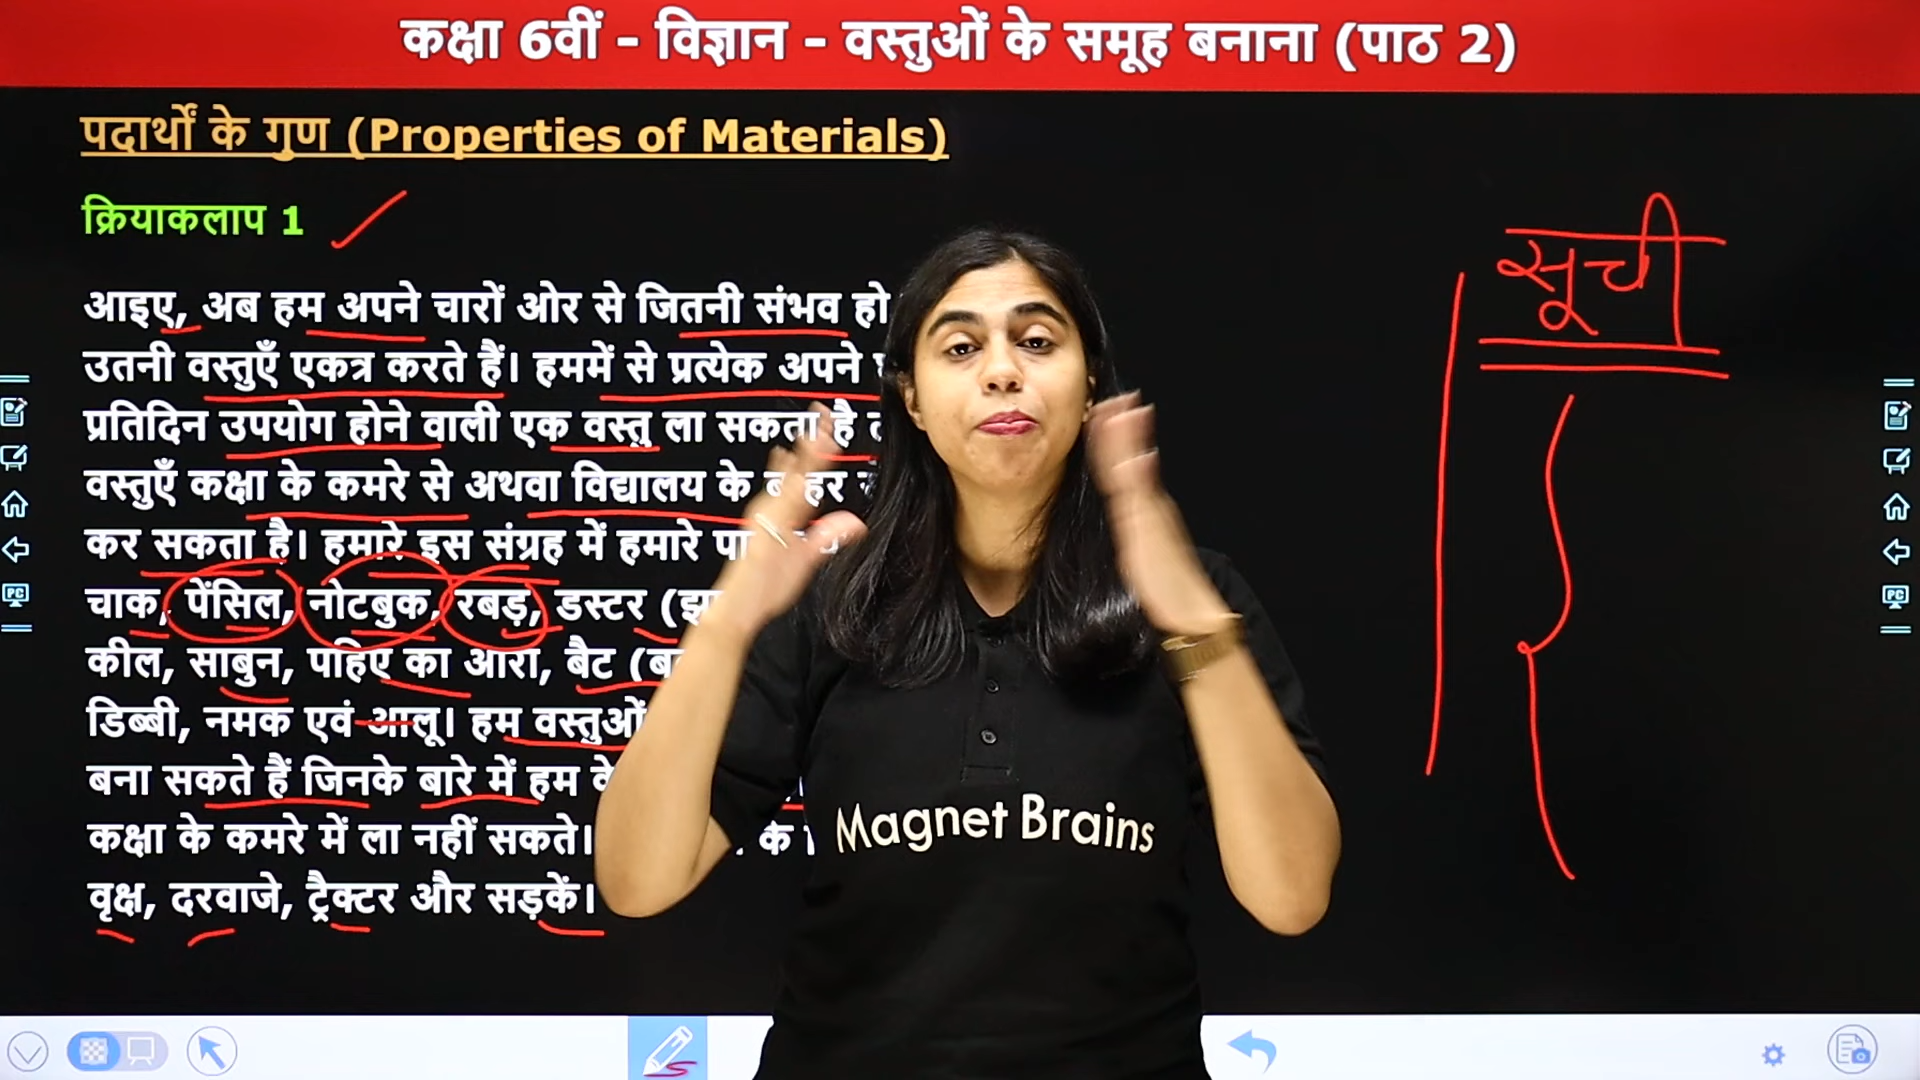 कक्षा 6वीं - विज्ञान - वस्तुओं के समूह बनाना (पाठ 2)
पदार्थों के गुण (Properties of Materials)
क्रियाकलाप 1
आइए, अब हम अपने चारों ओर से जितनी संभव हो
उतनी वस्तुएँ एकत्र करते हैं। हममें से प्रत्येक अपने
प्रतिदिन उपयोग होने वाली एक वस्तु ला सकता है
वस्तुएँ कक्षा के कमरे से अथवा विद्यालय के
कर सकता है। हमारे इस संग्रह में हमारे
चाक, पेंसिल, नोटबुक, रबड़, डस्टर
कील, साबुन, पहिए का आरा, बैट
डिब्बी, नमक एवं आलू। हम वस्तुओं
बना सकते हैं जिनके बारे में हम
कक्षा के कमरे में ला नहीं सकते। के
वृक्ष, दरवाजे, ट्रैक्टर और सड़कें।
सूची
Magnet Brains
PC
PC